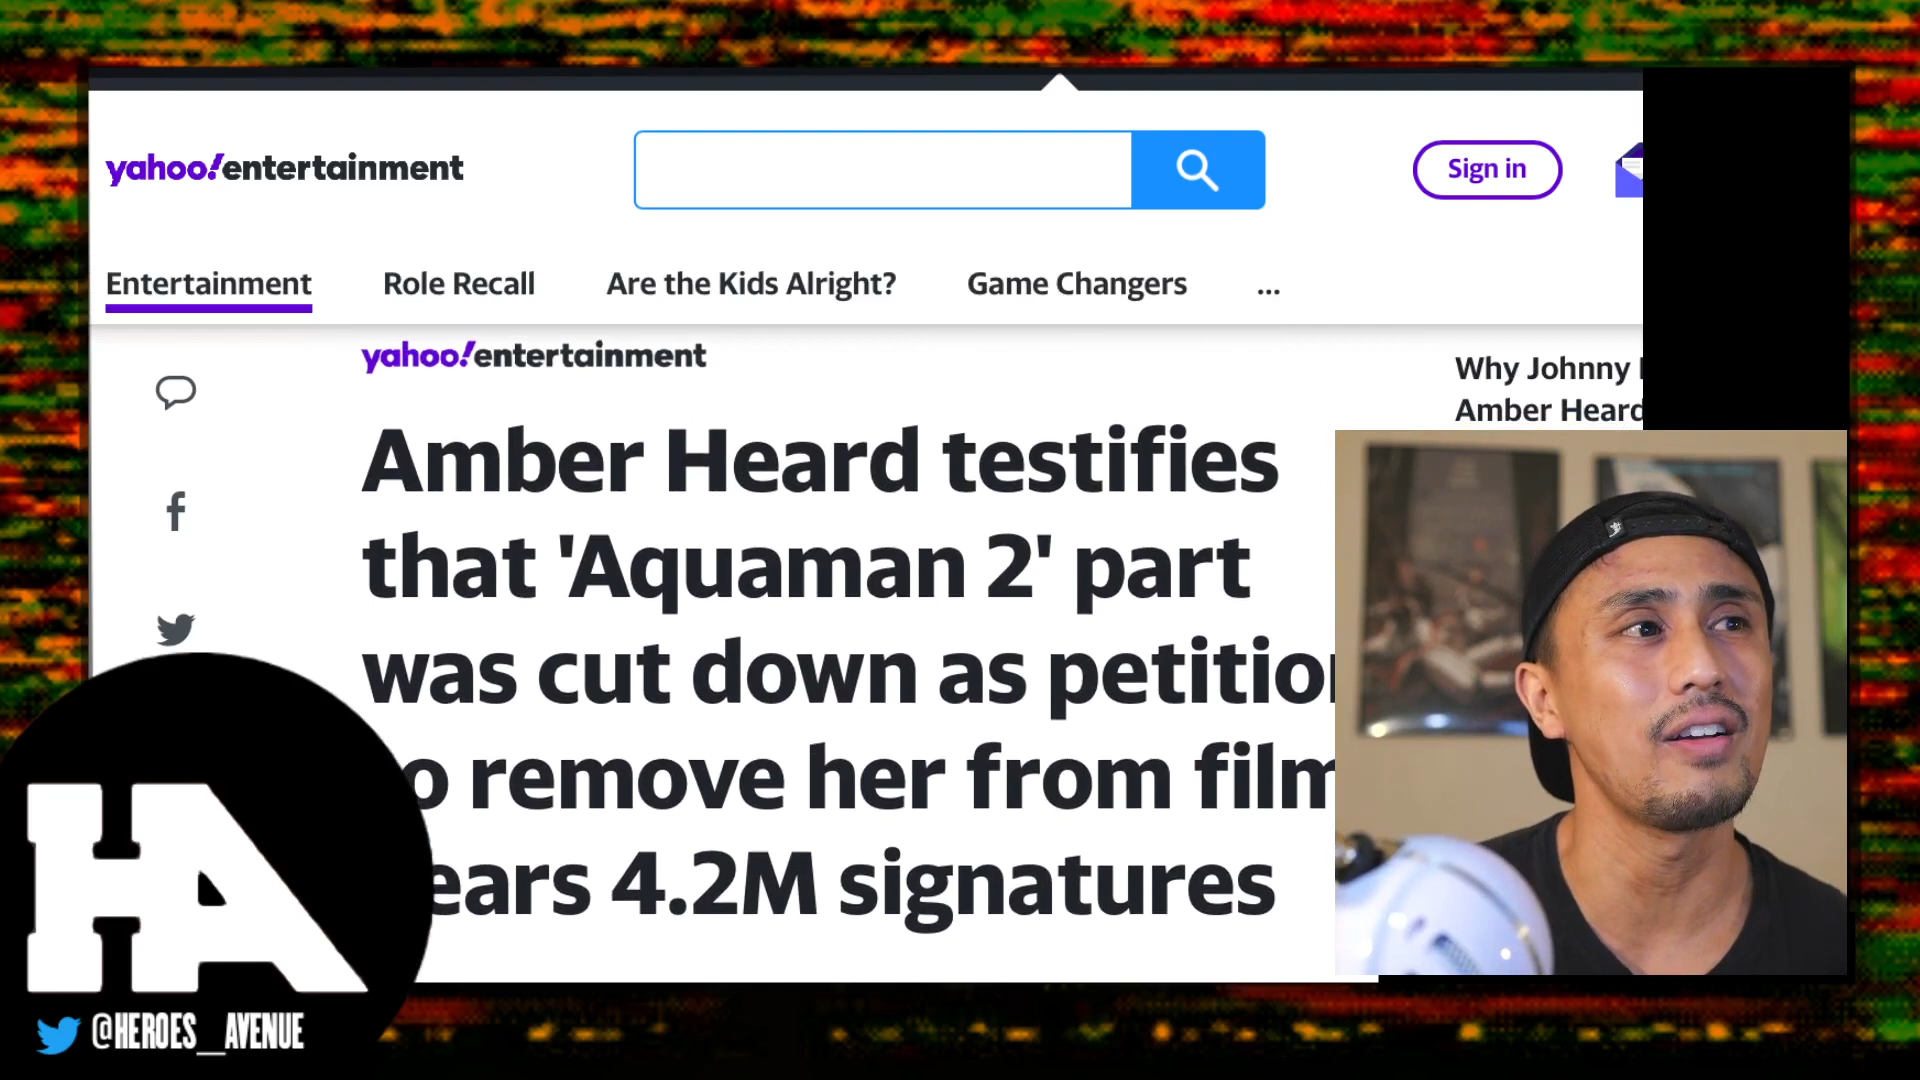 yahoo!entertainment
Sign in
Entertainment
Role Recall
Are the Kids Alright?
Game Changers
...
yahoo!entertainment
Why Johnny
Amber Heard
Amber Heard testifies
that 'Aquaman 2' part
was cut down as petition
o remove her from film
ears 4.2M signatures
HA
@HEROES__AVENUE